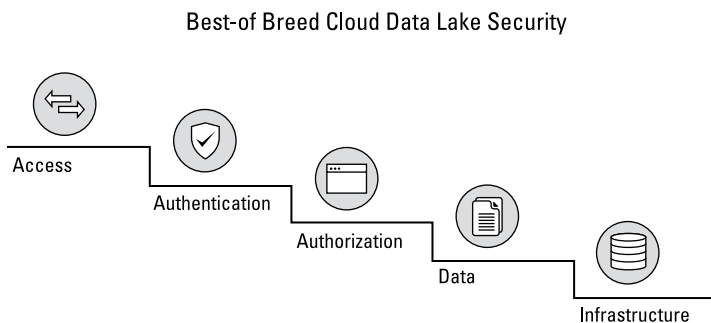 Best-of Breed Cloud Data Lake Security
Access
Authentication
Authorization
Data
Infrastructure